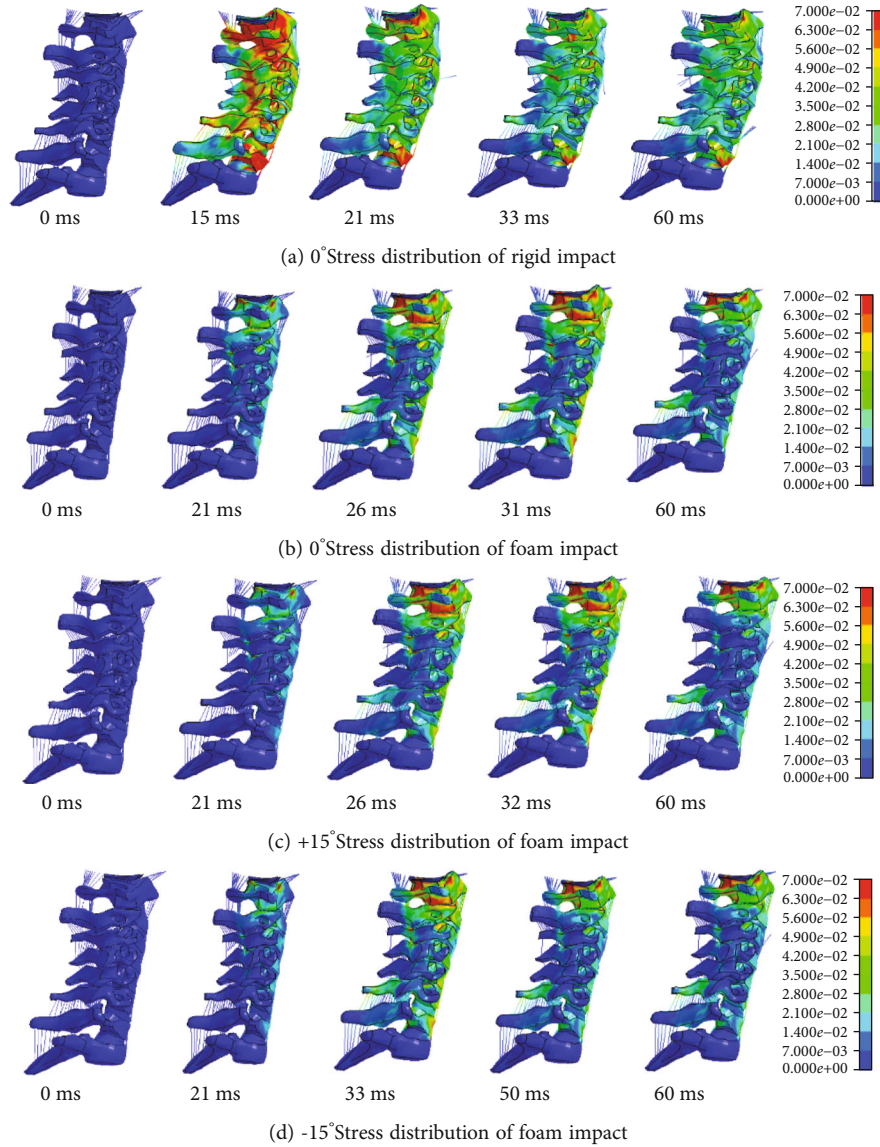 7.000e−02
6.300e−02
5.600e−02
4.900e−02
4.200e−02
3.500e−02
2.800e−02
2.100e−02
1.400e−02
7.000e−03
0.000e+00
0 ms 15 ms 21 ms 33 ms 60 ms
(a) 0°Stress distribution of rigid impact
7.000e−02
6.300e−02
5.600e−02
4.900e−02
4.200e−02
3.500e−02
2.800e−02
2.100e−02
1.400e−02
7.000e−03
0.000e+00
0 ms 21 ms 26 ms 31 ms 60 ms
(b) 0°Stress distribution of foam impact
7.000e−02
6.300e−02
5.600e−02
4.900e−02
4.200e−02
3.500e−02
2.800e−02
2.100e−02
1.400e−02
7.000e−03
0.000e+00
0 ms 21 ms 26 ms 32 ms 60 ms
(c) +15°Stress distribution of foam impact
7.000e−02
6.300e−02
5.600e−02
4.900e−02
4.200e−02
3.500e−02
2.800e−02
2.100e−02
1.400e−02
7.000e−03
0.000e+00
0 ms 21 ms 33 ms 50 ms 60 ms
(d) -15°Stress distribution of foam impact